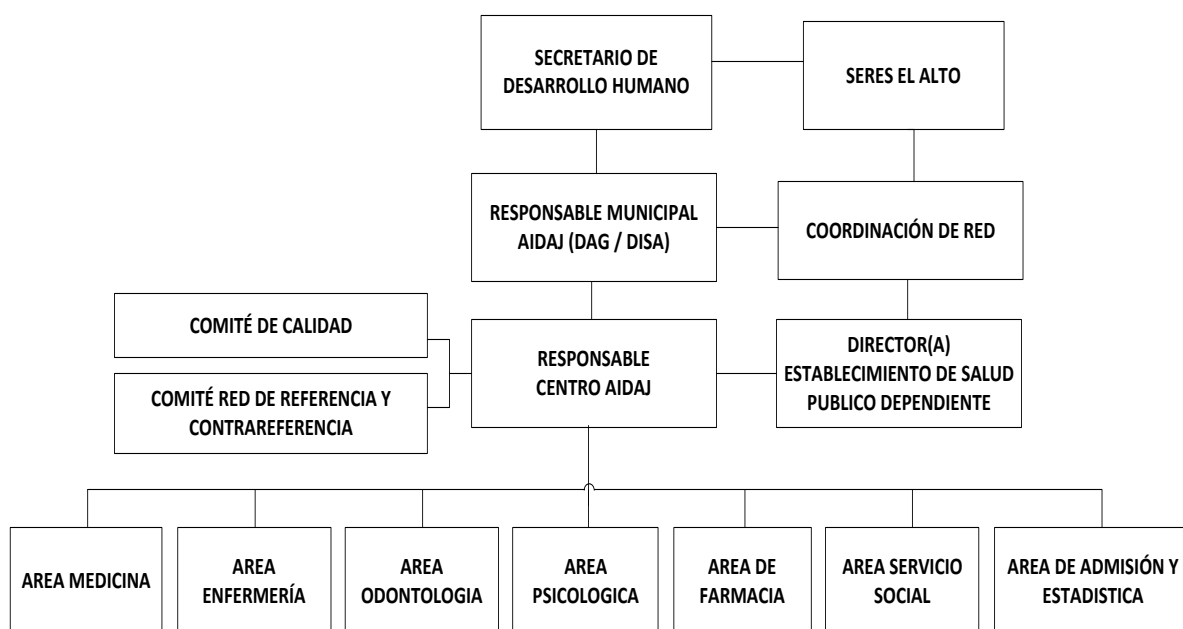 SECRETARIO DE
DESARROLLO HUMANO
SERES EL ALTO
RESPONSABLE MUNICIPAL
AIDAJ (DAG / DISA)
COORDINACIÓN DE RED
COMITÉ DE CALIDAD
COMITÉ RED DE REFERENCIA Y
CONTRAREFERENCIA
RESPONSABLE
CENTRO AIDAJ
DIRECTOR(A)
ESTABLECIMIENTO DE SALUD
PUBLICO DEPENDIENTE
AREA MEDICINA
AREA
ENFERMERÍA
AREA
ODONTOLOGIA
AREA
PSICOLOGICA
AREA DE
FARMACIA
AREA SERVICIO
SOCIAL
AREA DE ADMISIÓN Y
ESTADISTICA